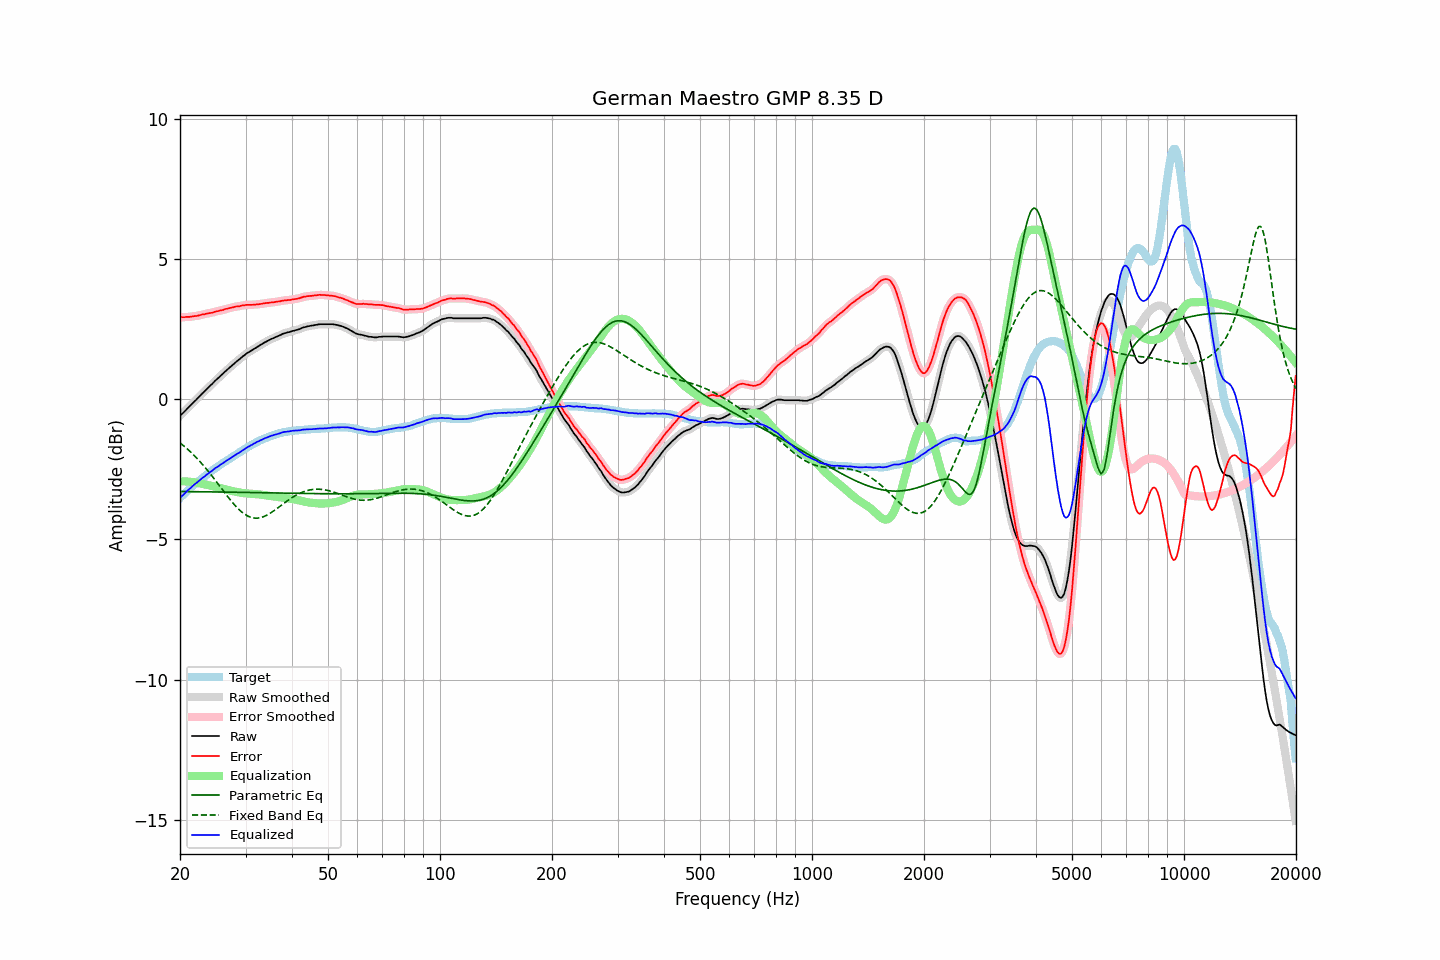 German Maestro GMP 8.35 D
Amplitude (dBr)
10
5
0
−5
−10
−15
Target
Raw Smoothed
Error Smoothed
Raw
Error
Equalization
Parametric Eq
Fixed Band Eq
Equalized
20 50 100 200 500 1000 2000 5000 10000 20000
Frequency (Hz)